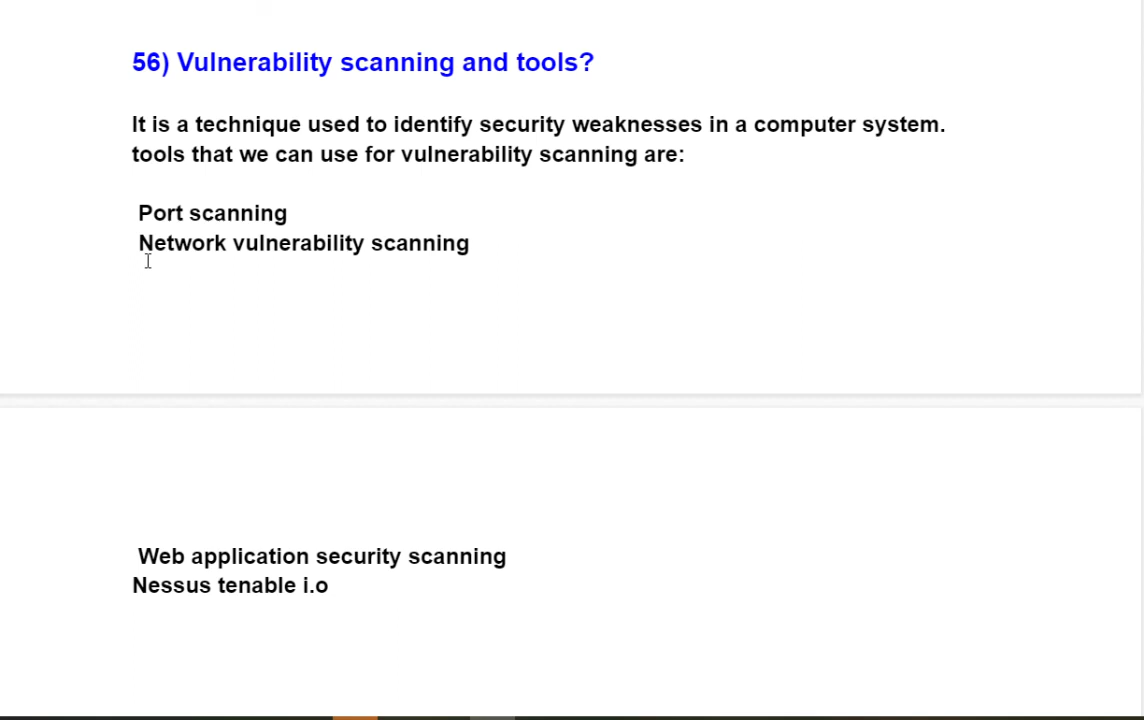 56) Vulnerability scanning and tools?
It is a technique used to identify security weaknesses in a computer system.
tools that we can use for vulnerability scanning are:
Port scanning
Network vulnerability scanning
Web application security scanning
Nessus tenable i.o